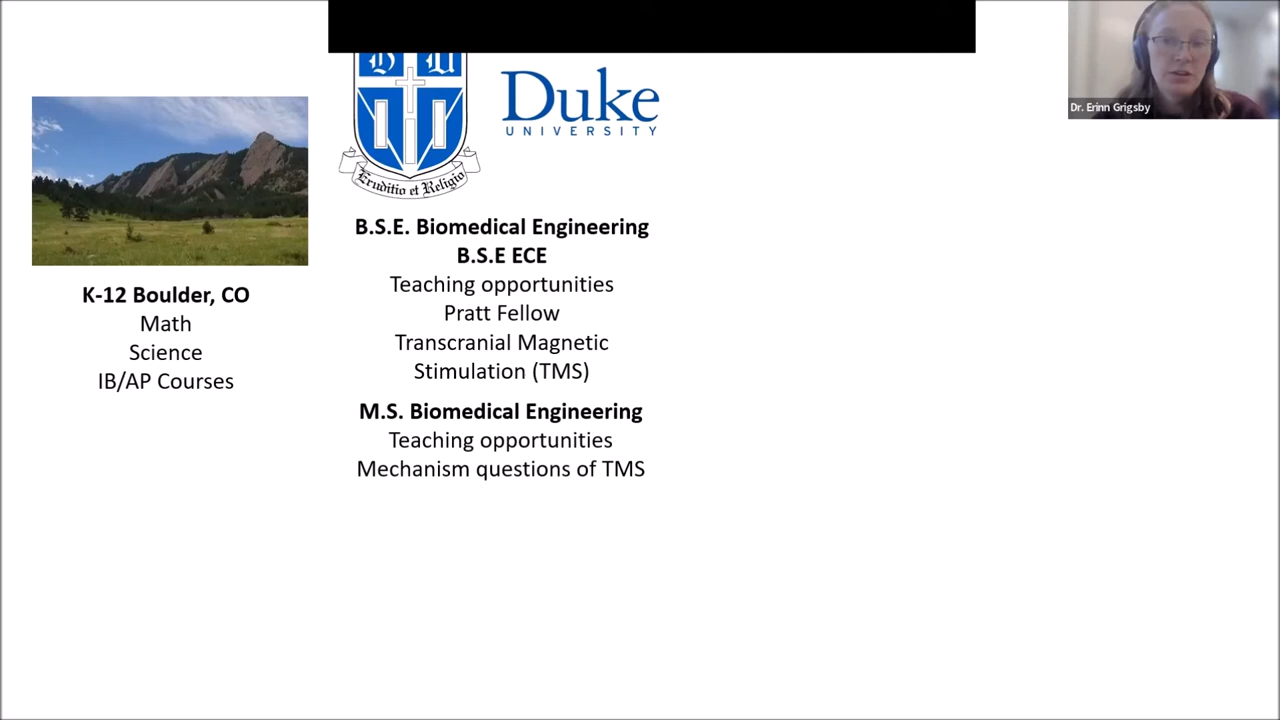 K-12 Boulder, CO
Math
Science
IB/AP Courses
Duke
UNIVERSITY
Eruditio et Religio
B.S.E. Biomedical Engineering
B.S.E ECE
Teaching opportunities
Pratt Fellow
Transcranial Magnetic
Stimulation (TMS)
M.S. Biomedical Engineering
Teaching opportunities
Mechanism questions of TMS
Dr. Erinn Grigsby